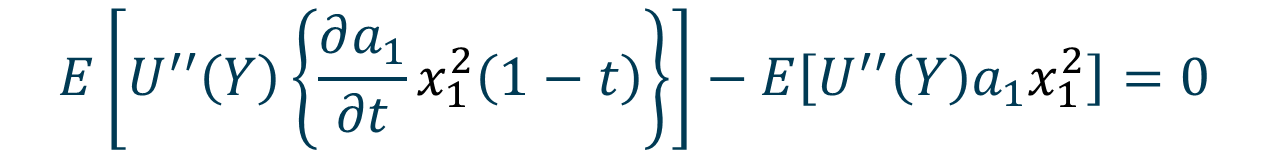 E[U′′(Y){∂a₁/∂t x₁²(1 − t)}] − E[U′′(Y)a₁x₁²] = 0